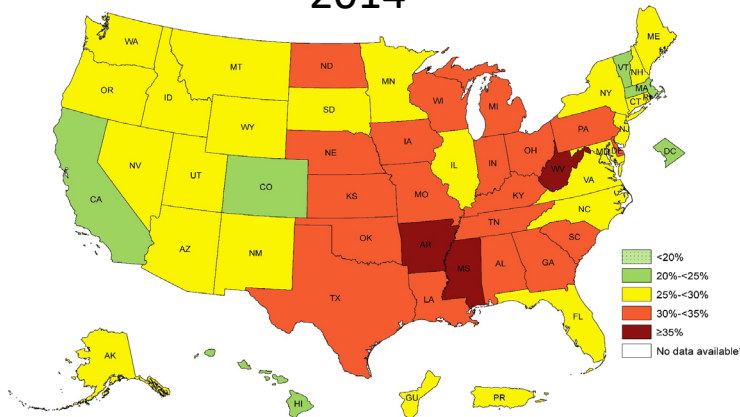 2014
WA
MT
ND
MN
ME
VT
NH
OR
ID
SD
WI
MI
NY
MA
CT
WY
NE
IA
PA
NJ
NV
UT
CO
IL
IN
OH
MD
DE
DC
CA
KS
MO
WV
VA
KY
AZ
NM
OK
AR
TN
NC
SC
TX
LA
MS
AL
GA
FL
AK
HI
GU
PR
<20%
20%-<25%
25%-<30%
30%-<35%
≥35%
No data available